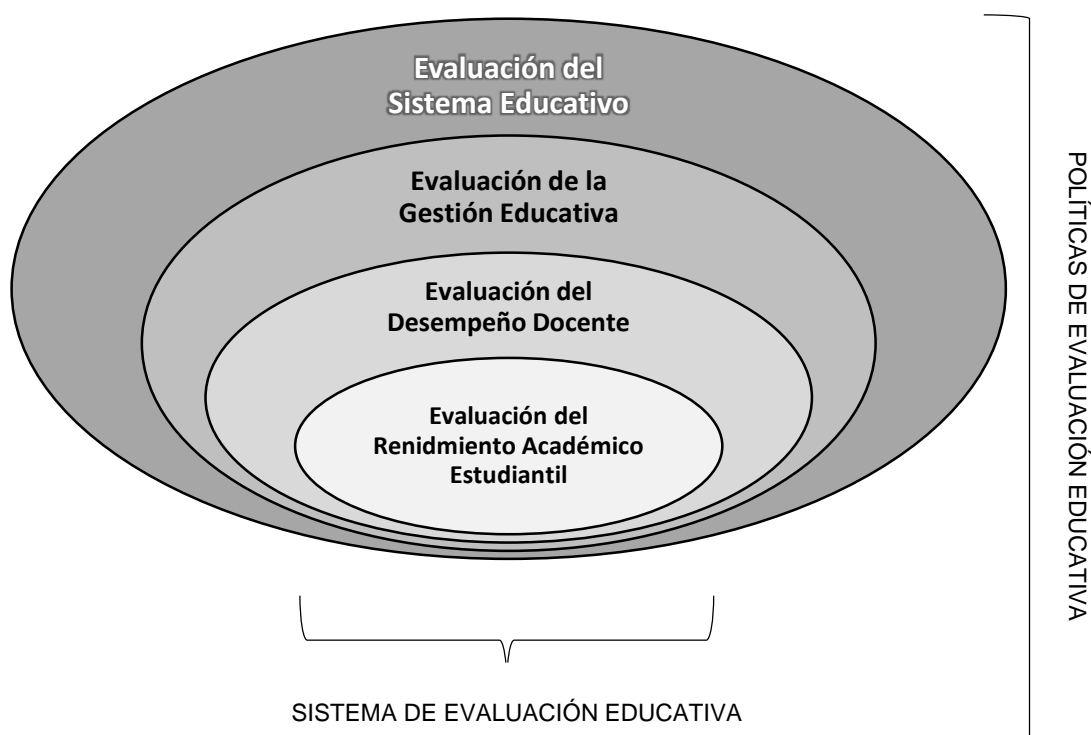 Evaluación del
Sistema Educativo
Evaluación de la
Gestión Educativa
Evaluación del
Desempeño Docente
Evaluación del
Renidmiento Académico
Estudiantil
SISTEMA DE EVALUACIÓN EDUCATIVA
POLÍTICAS DE EVALUACIÓN EDUCATIVA